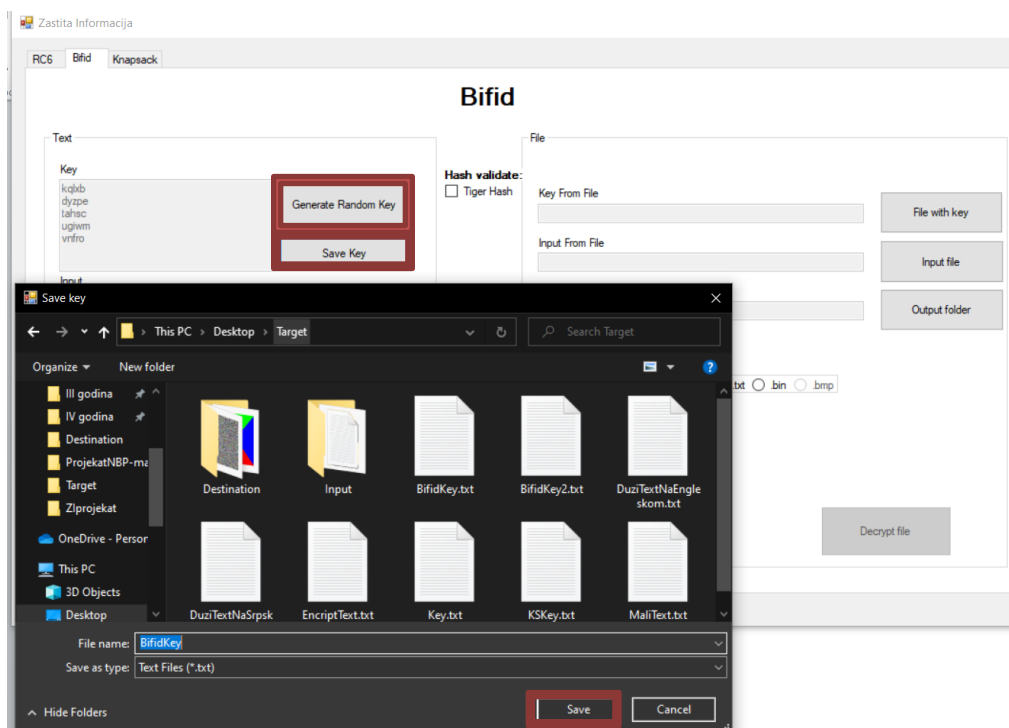 Zastita Informacija
RC6 Bifid Knapsack
Bifid
Text
Key
kqlxb
dyzpe
tahsc
ugiwm
vnfro
Generate Random Key
Save Key
Input
Hash validate:
Tiger Hash
File
Key From File
File with key
Input From File
Input file
Output folder
.txt .bin .bmp
Decrypt file
Save key
This PC > Desktop > Target
Search Target
Organize New folder
III godina
IV godina
Destination
ProjekatNBP-ma
Target
ZIprojekat
OneDrive - Person
This PC
3D Objects
Desktop
Destination Input BifidKey.txt BifidKey2.txt DuziTextNaEngle
skom.txt
DuziTextNaSrpsk EncriptText.txt Key.txt KSKey.txt MaliText.txt
File name: BifidKey
Save as type: Text Files (*.txt)
Hide Folders
Save Cancel